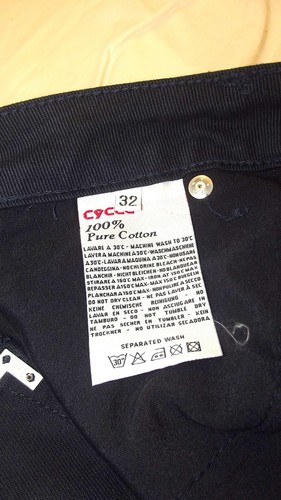 32
cycle
100%
Pure Cotton
LAVARI A 30°C - MACHINE WASH TO 30°C
LAVER A MACHINE A 30°C - WASCHMASCHINE
A 30°C - LAVAR A MAQUINA A 30°C - NON USARE
CANDEGGINA - NO CHLORINE BLEACH - NE PAS
BLANCHIR - NICHT BLEICHEN - NO BLANQUEAR
STIRARE A 150°C MAX - IRON AT 150°C MAX
REPASSER A 150°C MAX - MAX 150°C BÜGELN
PLANCHAR A 150°C MAX - NON PULIRE A SECCO
DO NOT DRY CLEAN - NE PAS LAVER A SEC
KEINE CHEMISCHE REINIGUNG - NO
LAVAR EN SECO - NON ASCIUGARE IN
TAMBURO - DO NOT TUMBLE DRY
NE PAS SECHER EN TUMBLER - KEIN
TROCKNER - NO UTILIZAR SECADORA
SEPARATED WASH
30